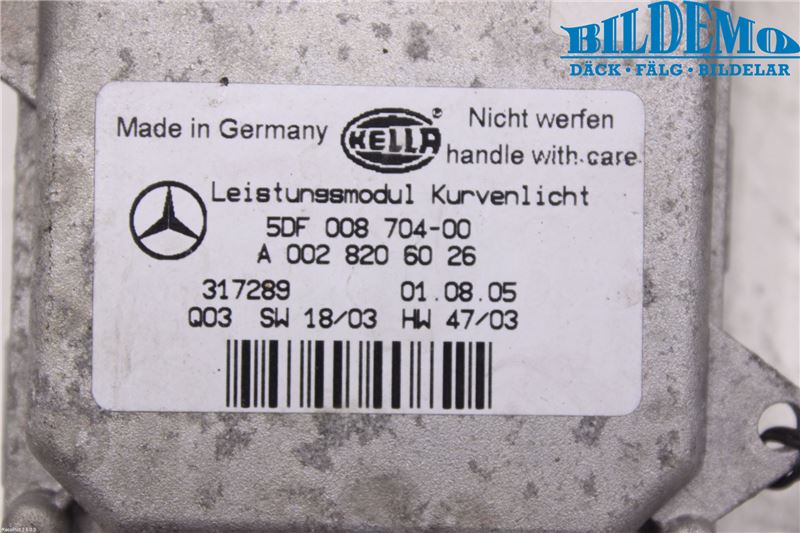 BILDEMO
DÄCK • FÄLG • BILDELAR
Made in Germany
HELLA
®
Nicht werfen
handle with care
Leistungsmodul Kurvenlicht
5DF 008 704-00
A 002 820 60 26
317289 01.08.05
Q03 SW 18/03 HW 47/03